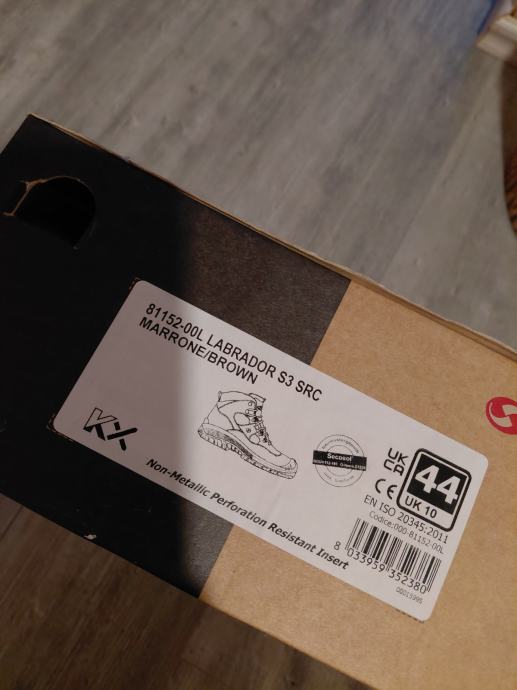 81152-00L LABRADOR S3 SRC
MARRONE/BROWN
KX
Secosol
UK
CA
CE
44
UK 10
EN ISO 20345:2011
Codice:000-81152-00L
Non-Metallic Perforation Resistant Insert
8 033959 352380